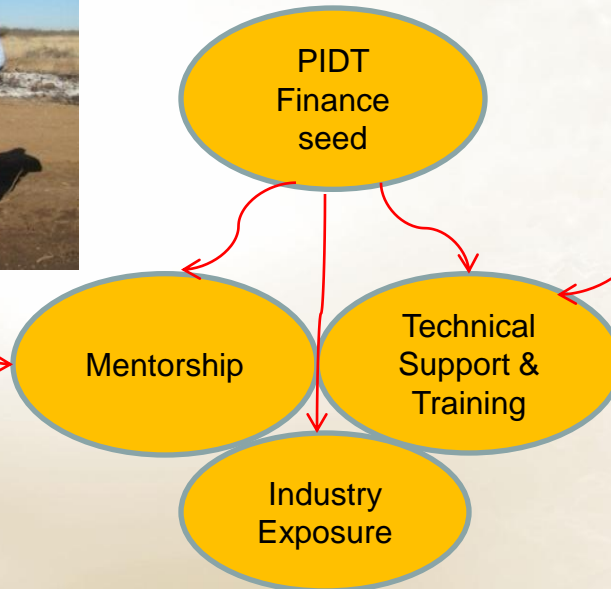 PIDT
Finance
seed
Mentorship
Technical
Support &
Training
Industry
Exposure